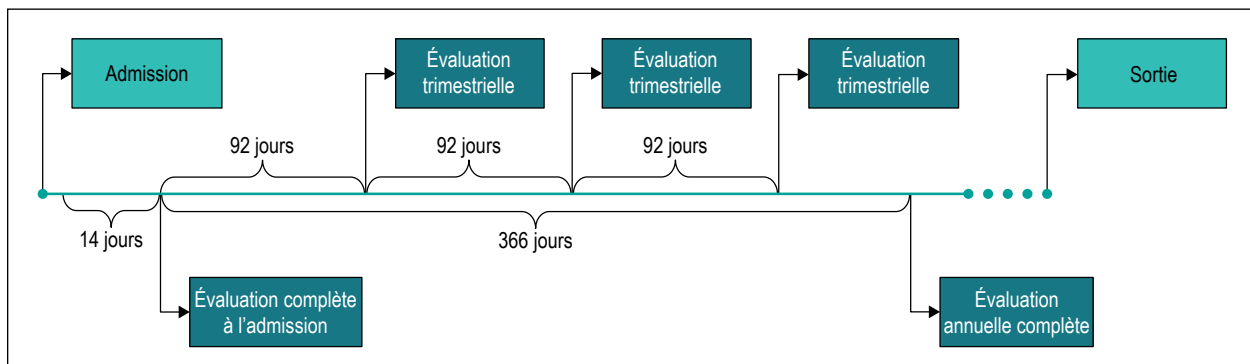 Admission
Évaluation
trimestrielle
Évaluation
trimestrielle
Évaluation
trimestrielle
Sortie
92 jours
92 jours
92 jours
14 jours
366 jours
Évaluation complète
à l’admission
Évaluation
annuelle complète